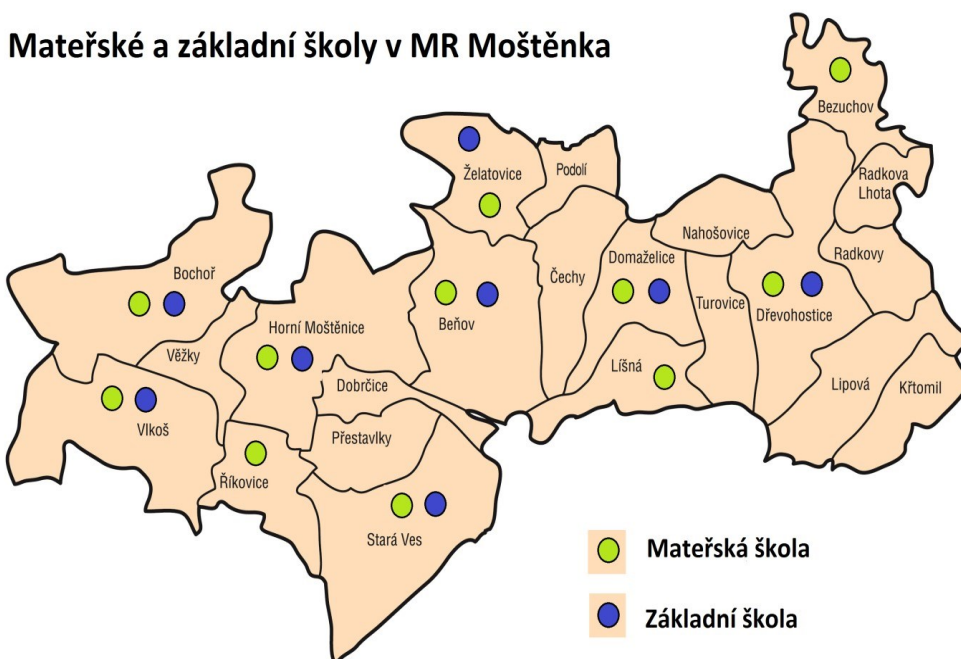 Mateřské a základní školy v MR Moštěnka
Bezuchov
Želatovice
Podolí
Radkova
Lhota
Nahošovice
Radkovy
Bochoř
Čechy
Domaželice
Turovice
Dřevohostice
Beňov
Horní Moštěnice
Věžky
Líšná
Dobrčice
Lipová
Křtomil
Vlkoš
Přestavlky
Říkovice
Stará Ves
Mateřská škola
Základní škola